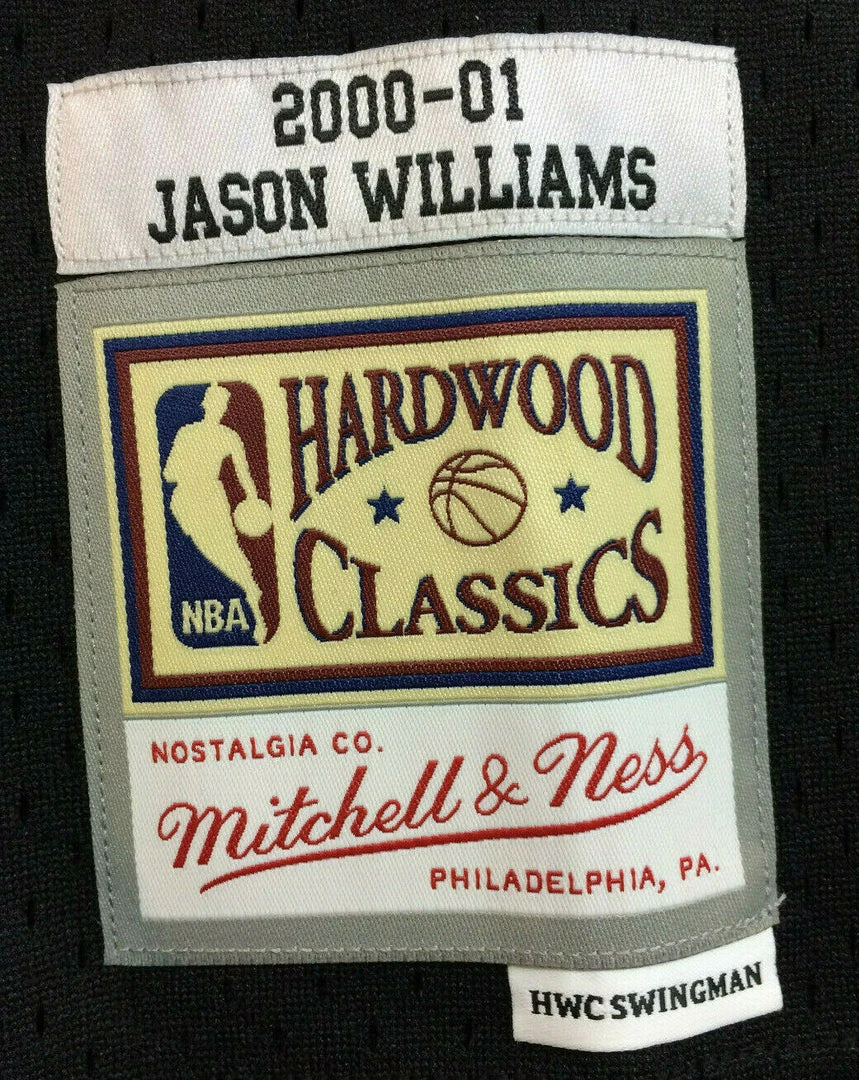 2000-01
JASON WILLIAMS
HARDWOOD
CLASSICS
NBA
NOSTALGIA CO.
Mitchell & Ness
PHILADELPHIA, PA.
HWC SWINGMAN